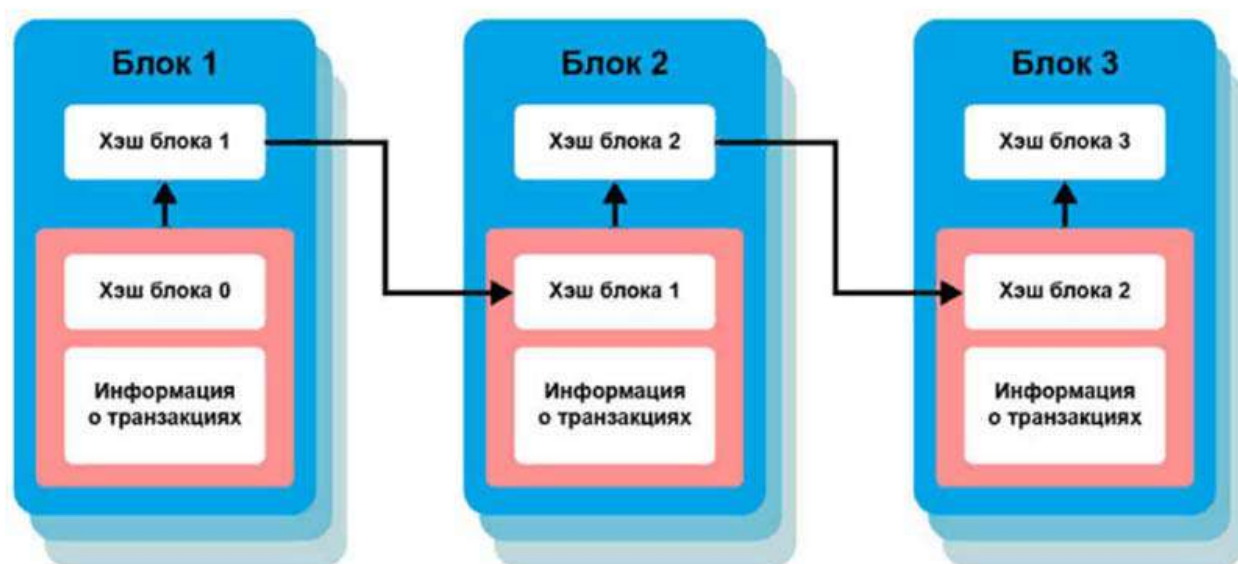 Блок 1
Хэш блока 1
Хэш блока 0
Информация
о транзакциях
Блок 2
Хэш блока 2
Хэш блока 1
Информация
о транзакциях
Блок 3
Хэш блока 3
Хэш блока 2
Информация
о транзакциях